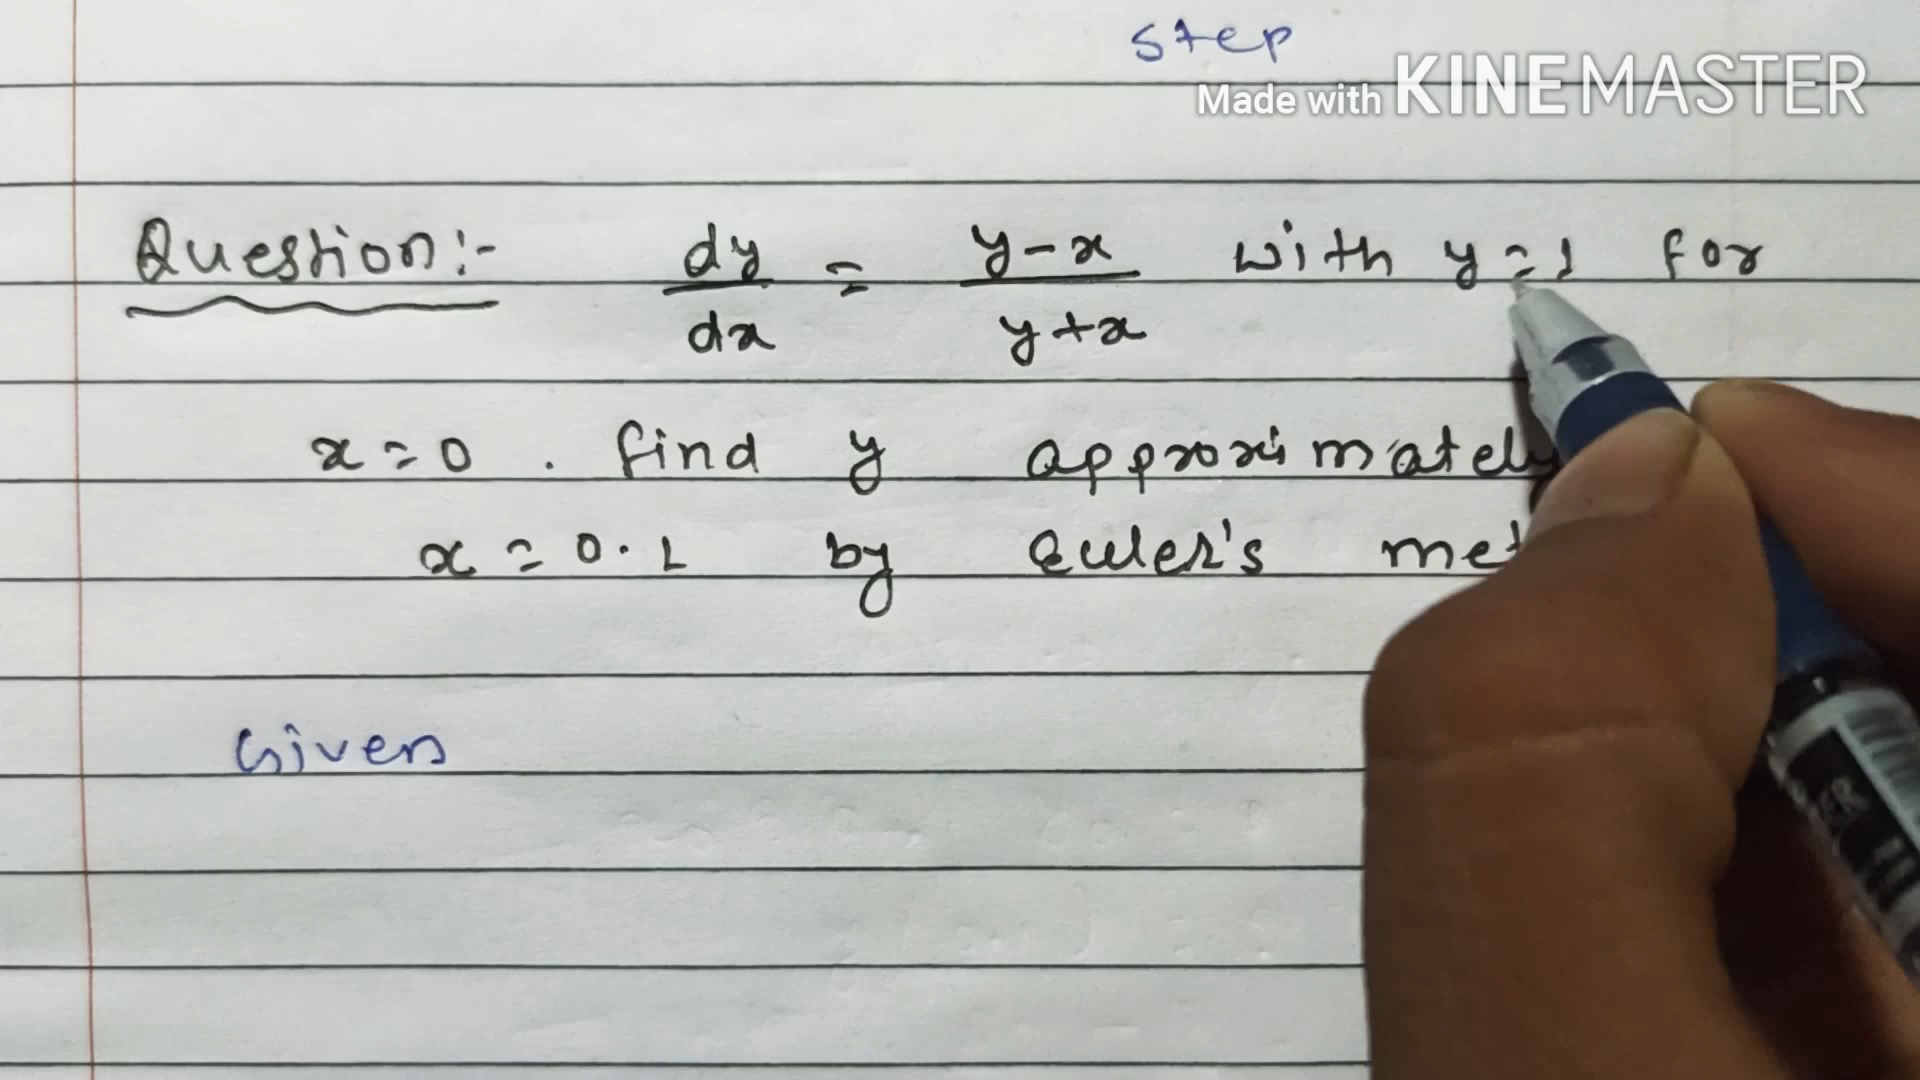 step
Made with KINEMASTER
Question:- dy/dx = y-x/y+x with y=1 for
x=0 . find y approximately
x = 0.1 by Euler's
Given